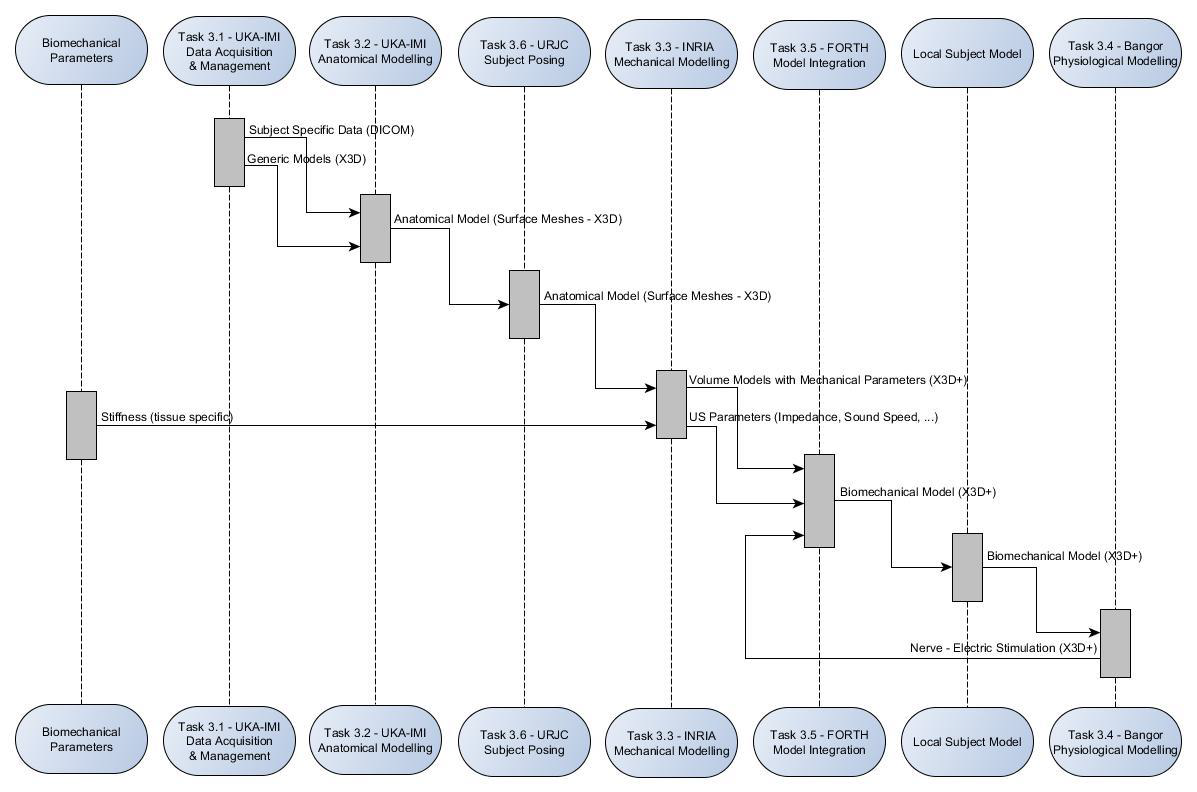 Biomechanical
Parameters
Task 3.1 - UKA-IMI
Data Acquisition
& Management
Task 3.2 - UKA-IMI
Anatomical Modelling
Task 3.6 - URJC
Subject Posing
Task 3.3 - INRIA
Mechanical Modelling
Task 3.5 - FORTH
Model Integration
Local Subject Model
Task 3.4 - Bangor
Physiological Modelling
Subject Specific Data (DICOM)
Generic Models (X3D)
Anatomical Model (Surface Meshes - X3D)
Anatomical Model (Surface Meshes - X3D)
Volume Models with Mechanical Parameters (X3D+)
Stiffness (tissue specific)
US Parameters (Impedance, Sound Speed, ...)
Biomechanical Model (X3D+)
Biomechanical Model (X3D+)
Nerve - Electric Stimulation (X3D+)
Biomechanical
Parameters
Task 3.1 - UKA-IMI
Data Acquisition
& Management
Task 3.2 - UKA-IMI
Anatomical Modelling
Task 3.6 - URJC
Subject Posing
Task 3.3 - INRIA
Mechanical Modelling
Task 3.5 - FORTH
Model Integration
Local Subject Model
Task 3.4 - Bangor
Physiological Modelling